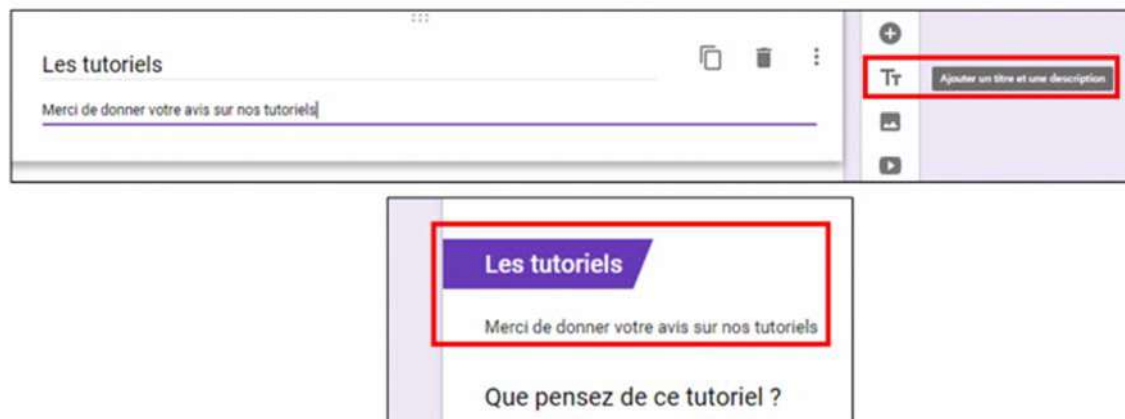 Les tutoriels
Merci de donner votre avis sur nos tutoriels
Tт
Ajouter un titre et une description
Les tutoriels
Merci de donner votre avis sur nos tutoriels
Que pensez de ce tutoriel ?